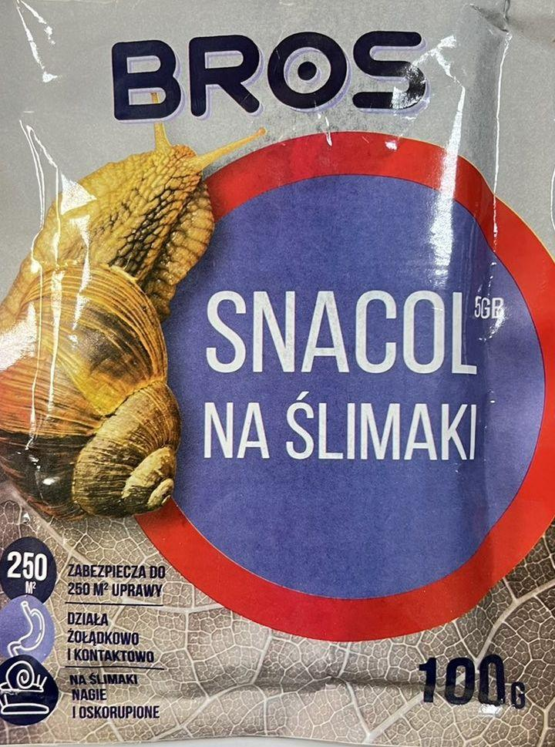 BROS
SNACOL 5GB
NA ŚLIMAKI
250
M²
ZABEZPIECZA DO
250 M² UPRAWY
DZIAŁA
ŻOŁĄDKOWO
I KONTAKTOWO
NA ŚLIMAKI
NAGIE
I OSKORUPIONE
100G